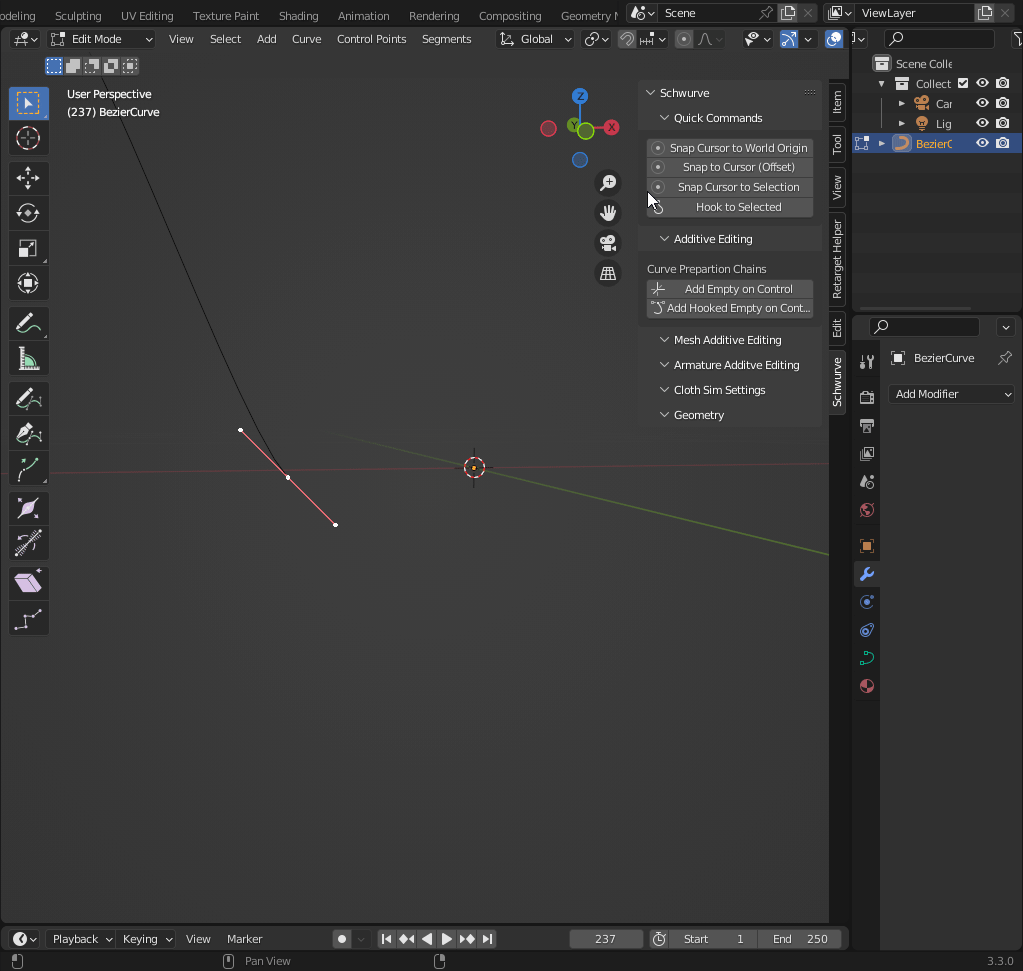 odeling Sculpting UV Editing Texture Paint Shading Animation Rendering Compositing Geometry N Scene ViewLayer
Edit Mode View Select Add Curve Control Points Segments Global
User Perspective
(237) BezierCurve
Z
Y
X
Schwurve
Quick Commands
Snap Cursor to World Origin
Snap to Cursor (Offset)
Snap Cursor to Selection
Hook to Selected
Additive Editing
Curve Prepartion Chains
Add Empty on Control
Add Hooked Empty on Cont...
Mesh Additive Editing
Armature Additve Editing
Cloth Sim Settings
Geometry
Item
Tool
View
Retarget Helper
Edit
Schwurve
Scene Colle
Collect
Car
Lig
BezierC
BezierCurve
Add Modifier
Playback Keying View Marker 237 Start 1 End 250
Pan View 3.3.0